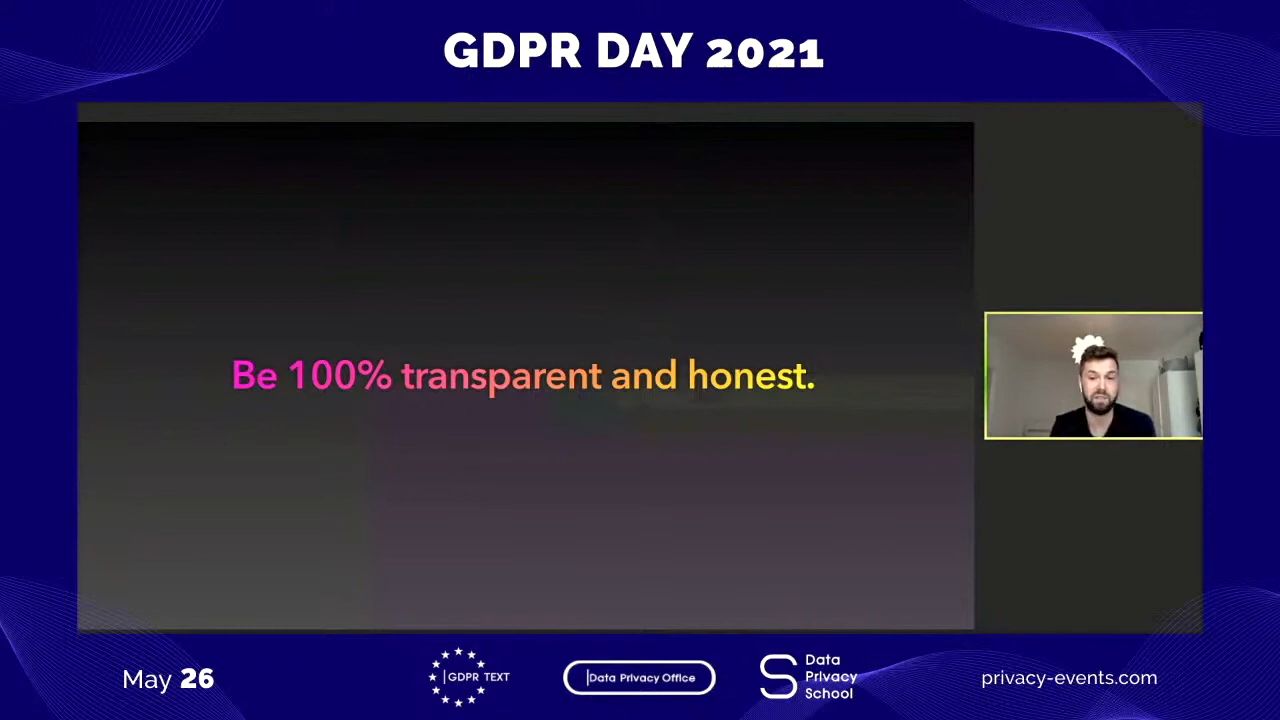 GDPR DAY 2021
Be 100% transparent and honest.
May 26
GDPR TEXT
Data Privacy Office
Data
Privacy
School
privacy-events.com